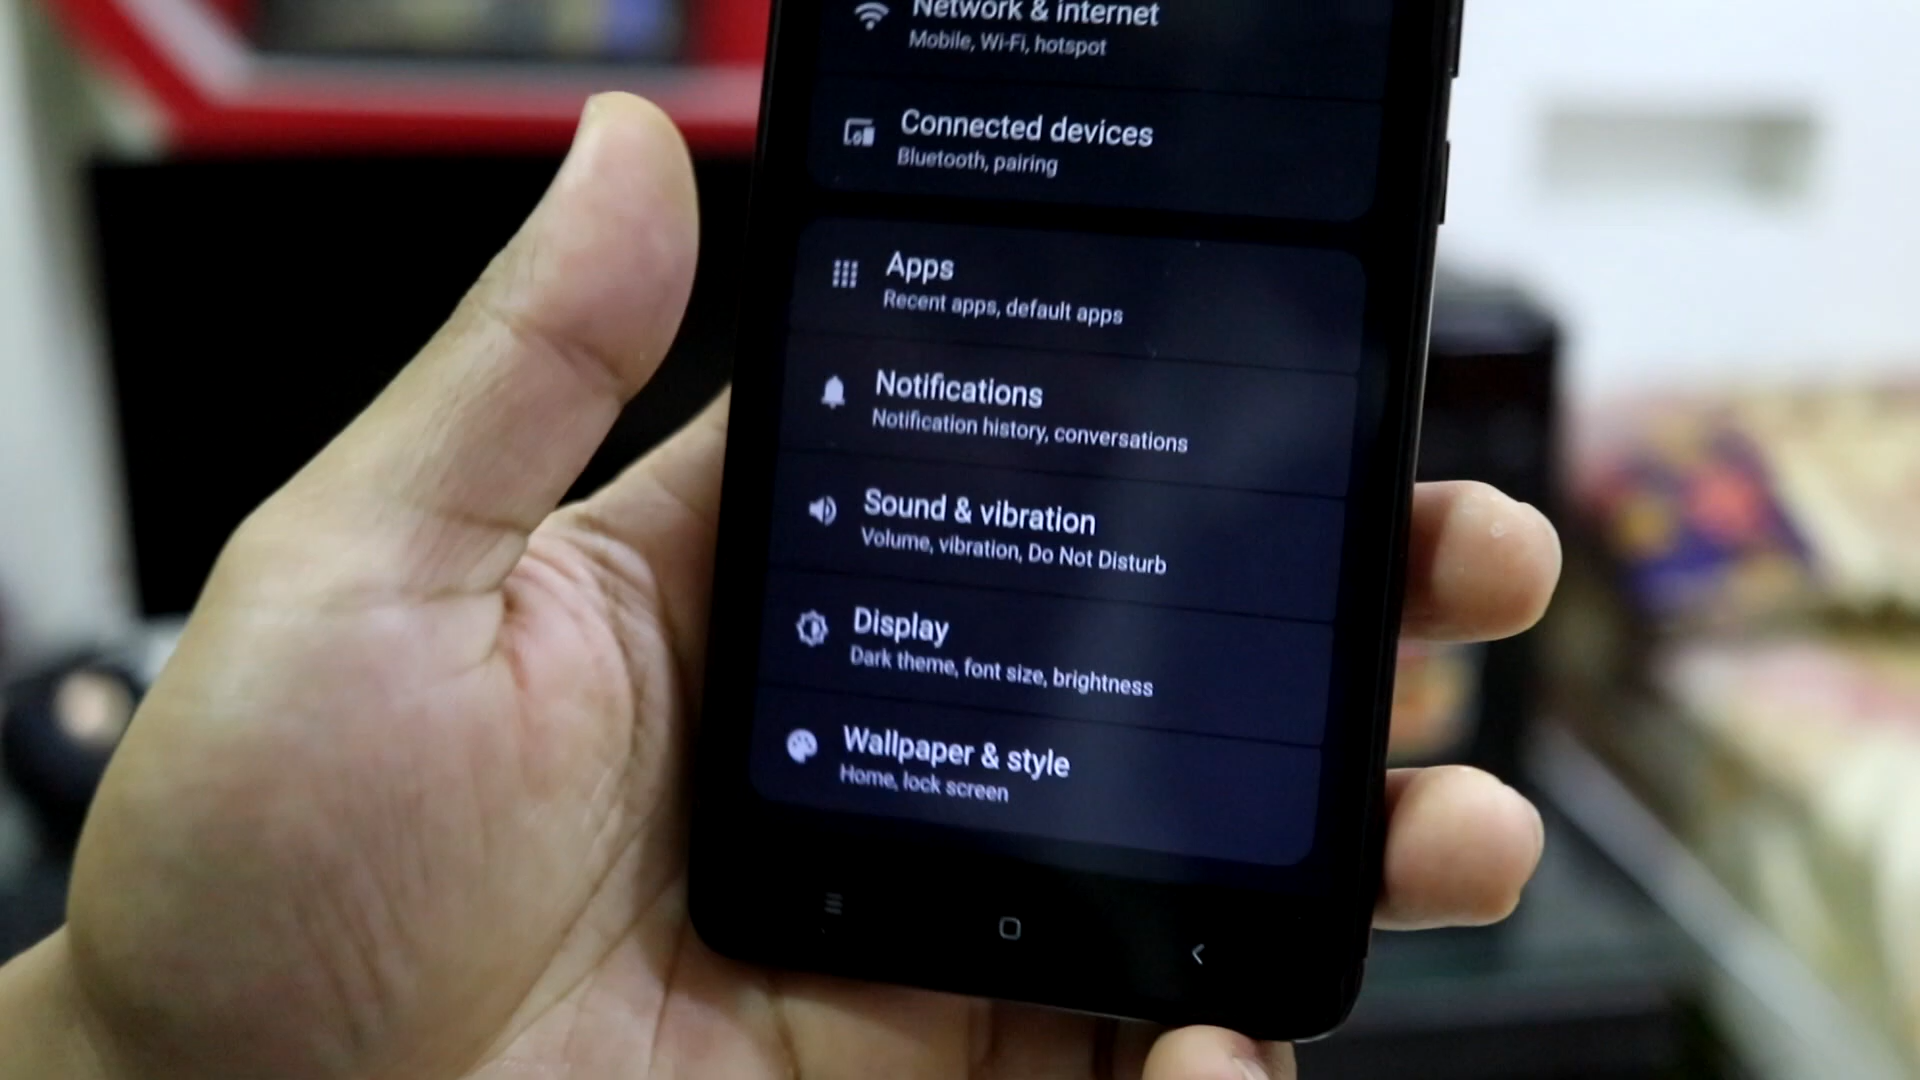 Network & internet
Mobile, Wi-Fi, hotspot
Connected devices
Bluetooth, pairing
Apps
Recent apps, default apps
Notifications
Notification history, conversations
Sound & vibration
Volume, vibration, Do Not Disturb
Display
Dark theme, font size, brightness
Wallpaper & style
Home, lock screen